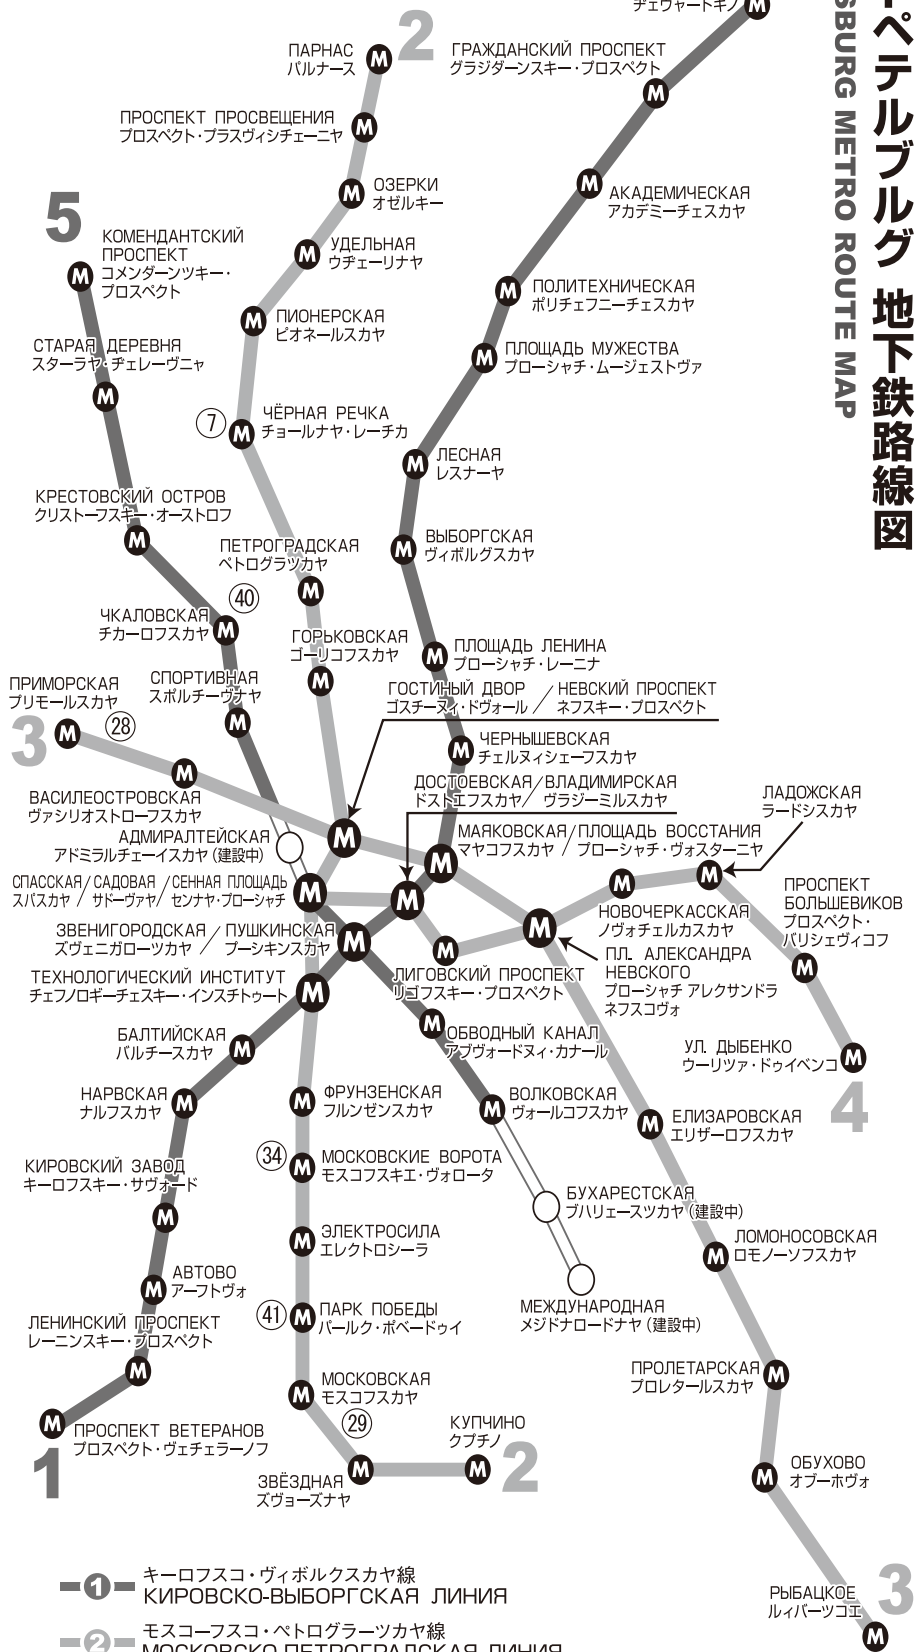 ペテルブルグ 地下鉄路線図
SBURG METRO ROUTE MAP
ヂェヴャートキノ
2
ПАРНАС
パルナース
ГРАЖДАНСКИЙ ПРОСПЕКТ
グラジダーンスキー・プロスペクト
ПРОСПЕКТ ПРОСВЕЩЕНИЯ
プロスペクト・プラスヴィシチェーニヤ
ОЗЕРКИ
オゼルキー
АКАДЕМИЧЕСКАЯ
アカデミーチェスカヤ
5
КОМЕНДАНТСКИЙ
ПРОСПЕКТ
コメンダーンツキー・
プロスペクト
УДЕЛЬНАЯ
ウヂェーリナヤ
ПОЛИТЕХНИЧЕСКАЯ
ポリチェフニーチェスカヤ
ПИОНЕРСКАЯ
ピオネールスカヤ
СТАРАЯ ДЕРЕВНЯ
スターラヤ・ヂェレーヴニャ
ПЛОЩАДЬ МУЖЕСТВА
プローシャチ・ムージェストヴァ
7
ЧЁРНАЯ РЕЧКА
チョールナヤ・レーチカ
ЛЕСНАЯ
レスナーヤ
КРЕСТОВСКИЙ ОСТРОВ
クリストーフスキー・オーストロフ
ВЫБОРГСКАЯ
ヴィボルグスカヤ
ПЕТРОГРАДСКАЯ
ペトログラツカヤ
40
ЧКАЛОВСКАЯ
チカーロフスカヤ
ГОРЬКОВСКАЯ
ゴーリコフスカヤ
ПЛОЩАДЬ ЛЕНИНА
プローシャチ・レーニナ
ПРИМОРСКАЯ
プリモールスカヤ
СПОРТИВНАЯ
スポルチーヴナヤ
ГОСТИНЫЙ ДВОР / НЕВСКИЙ ПРОСПЕКТ
ゴスチーヌィ・ドヴォール / ネフスキー・プロスペクト
28
3
ЧЕРНЫШЕВСКАЯ
チェルヌィシェーフスカヤ
ДОСТОЕВСКАЯ/ВЛАДИМИРСКАЯ
ドストエフスカヤ/ ヴラジーミルスカヤ
ЛАДОЖСКАЯ
ラードシスカヤ
ВАСИЛЕОСТРОВСКАЯ
ヴァシリオストローフスカヤ
АДМИРАЛТЕЙСКАЯ
アドミラルチェーイスカヤ (建設中)
МАЯКОВСКАЯ/ПЛОЩАДЬ ВОССТАНИЯ
マヤコフスカヤ / プローシャチ・ヴォスターニヤ
СПАССКАЯ/САДОВАЯ /СЕННАЯ ПЛОЩАДЬ
スパスカヤ / サドーヴァヤ/ センナヤ・プローシャチ
ПРОСПЕКТ
БОЛЬШЕВИКОВ
プロスペクト・
バリシェヴィコフ
НОВОЧЕРКАССКАЯ
ノヴォチェルカスカヤ
ЗВЕНИГОРОДСКАЯ / ПУШКИНСКАЯ
ズヴェニガローツカヤ / プーシキンスカヤ
ПЛ. АЛЕКСАНДРА
НЕВСКОГО
プローシャチ アレクサンドラ
ネフスコヴォ
ЛИГОВСКИЙ ПРОСПЕКТ
リゴフスキー・プロスペクト
ТЕХНОЛОГИЧЕСКИЙ ИНСТИТУТ
チェフノロギーチェスキー・インスチトゥート
ОБВОДНЫЙ КАНАЛ
アブヴォードヌィ・カナール
БАЛТИЙСКАЯ
バルチースカヤ
УЛ. ДЫБЕНКО
ウーリツァ・ドゥイベンコ
4
НАРВСКАЯ
ナルフスカヤ
ФРУНЗЕНСКАЯ
フルンゼンスカヤ
ВОЛКОВСКАЯ
ヴォールコフスカヤ
ЕЛИЗАРОВСКАЯ
エリザーロフスカヤ
34
МОСКОВСКИЕ ВОРОТА
モスコフスキエ・ヴォロータ
КИРОВСКИЙ ЗАВОД
キーロフスキー・サヴォード
БУХАРЕСТСКАЯ
ブハリェースツカヤ (建設中)
ЭЛЕКТРОСИЛА
エレクトロシーラ
ЛОМОНОСОВСКАЯ
ロモノーソフスカヤ
АВТОВО
アーフトヴォ
41
ПАРК ПОБЕДЫ
パールク・ポベードゥイ
МЕЖДУНАРОДНАЯ
メジドナロードナヤ (建設中)
ЛЕНИНСКИЙ ПРОСПЕКТ
レーニンスキー・プロスペクト
МОСКОВСКАЯ
モスコフスカヤ
ПРОЛЕТАРСКАЯ
プロレタールスカヤ
29
ПРОСПЕКТ ВЕТЕРАНОВ
プロスペクト・ヴェチェラーノフ
1
КУПЧИНО
クプチノ
2
ЗВЁЗДНАЯ
ズヴョーズナヤ
ОБУХОВО
オブーホヴォ
РЫБАЦКОЕ
ルィバーツコエ
3
1
キーロフスコ・ヴィボルクスカヤ線
КИРОВСКО-ВЫБОРГСКАЯ ЛИНИЯ
2
モスコーフスコ・ペトログラーツカヤ線
МОСКОВСКО-ПЕТРОГРАДСКАЯ ЛИНИЯ